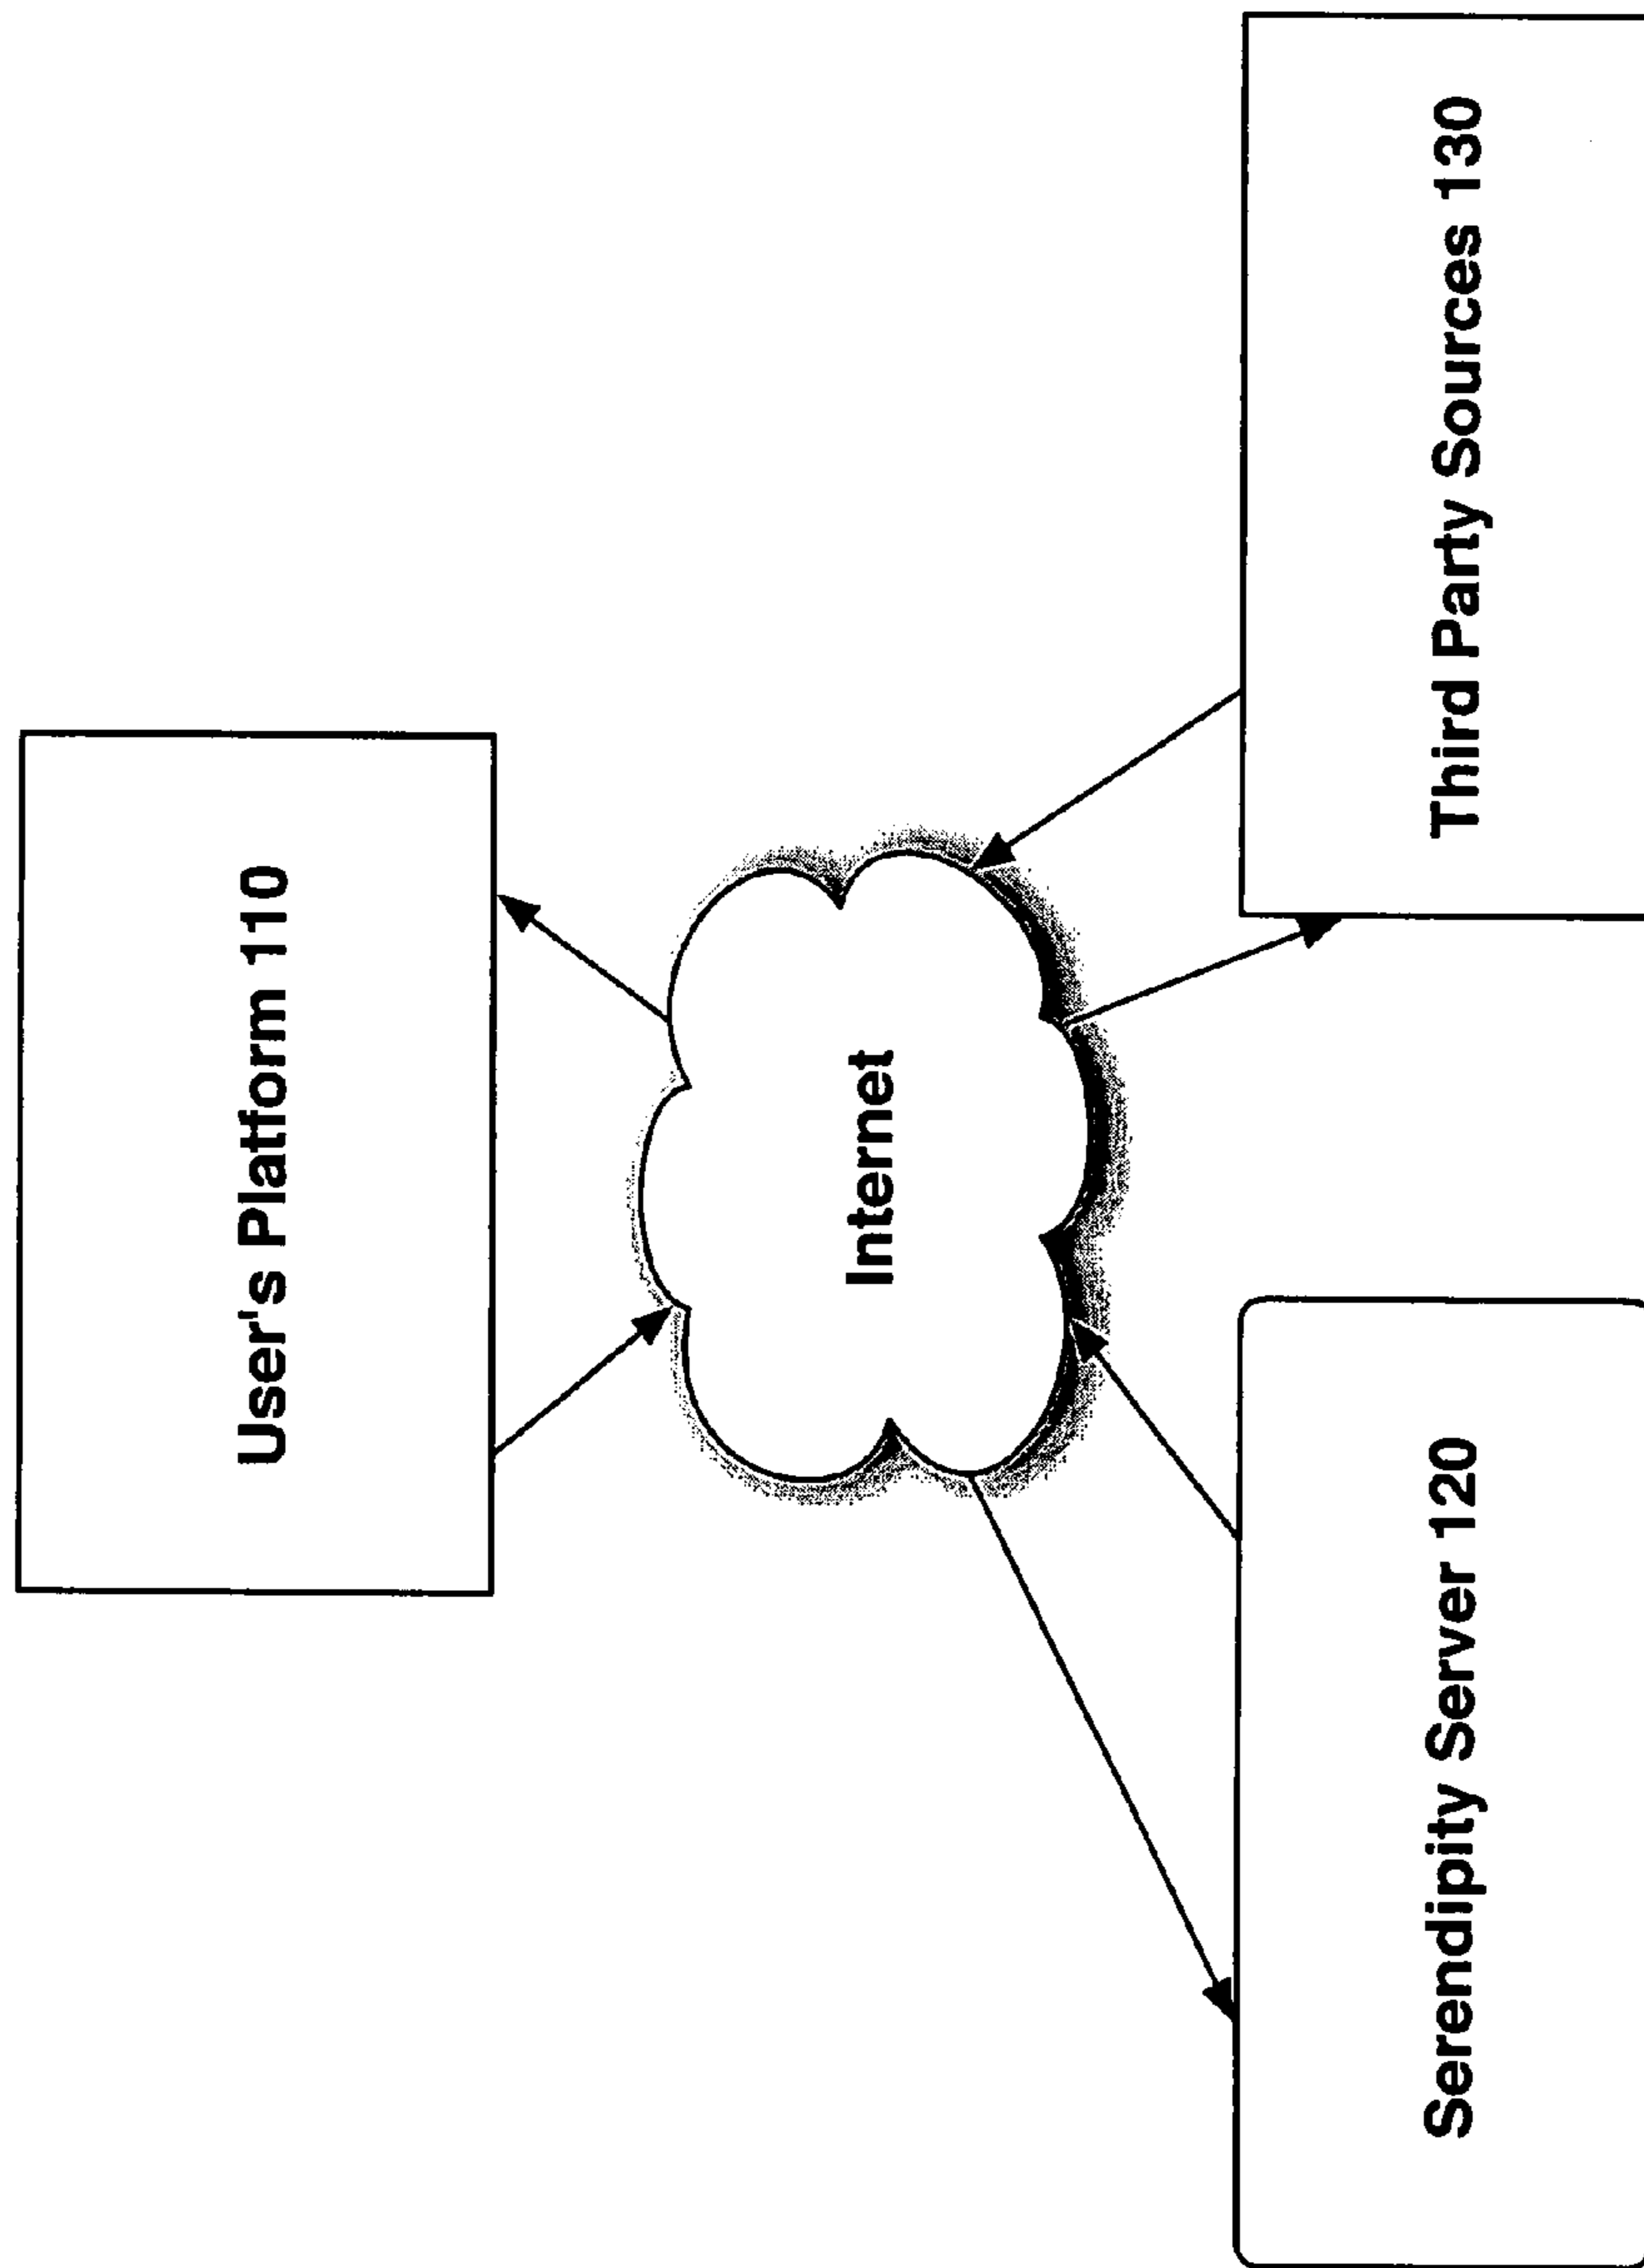 User's Platform 110
Internet
Serendipity Server 120
Third Party Sources 130